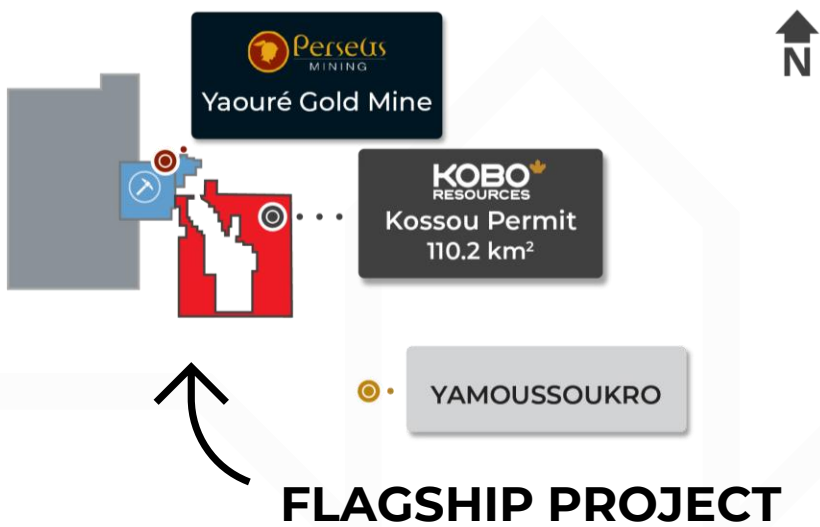 Perseus
MINING
Yaouré Gold Mine
N
KOBO
RESOURCES
Kossou Permit
110.2 km²
YAMOUSSOUKRO
FLAGSHIP PROJECT